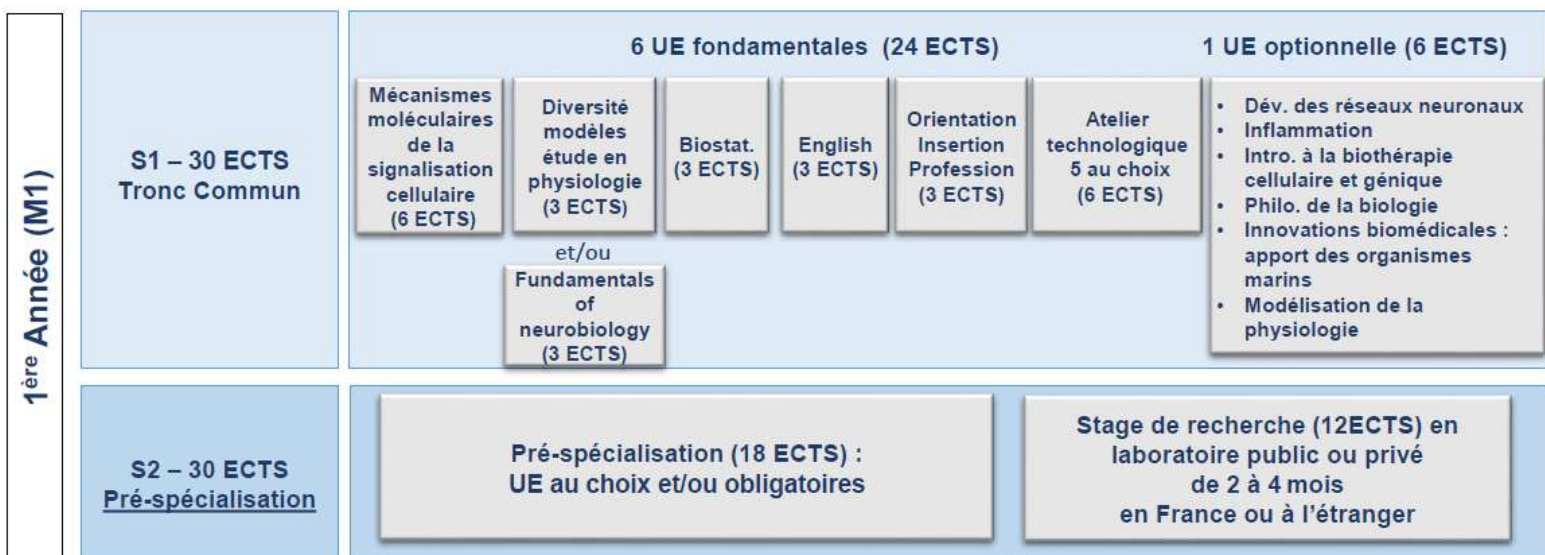 1ère Année (M1)
S1 – 30 ECTS
Tronc Commun
6 UE fondamentales (24 ECTS)
1 UE optionnelle (6 ECTS)
Mécanismes
moléculaires
de la
signalisation
cellulaire
(6 ECTS)
Diversité
modèles
étude en
physiologie
(3 ECTS)
et/ou
Fundamentals
of
neurobiology
(3 ECTS)
Biostat.
(3 ECTS)
English
(3 ECTS)
Orientation
Insertion
Profession
(3 ECTS)
Atelier
technologique
5 au choix
(6 ECTS)
• Dév. des réseaux neuronaux
• Inflammation
• Intro. à la biothérapie
cellulaire et génique
• Philo. de la biologie
• Innovations biomédicales :
apport des organismes
marins
• Modélisation de la
physiologie
S2 – 30 ECTS
Pré-spécialisation
Pré-spécialisation (18 ECTS) :
UE au choix et/ou obligatoires
Stage de recherche (12ECTS) en
laboratoire public ou privé
de 2 à 4 mois
en France ou à l'étranger